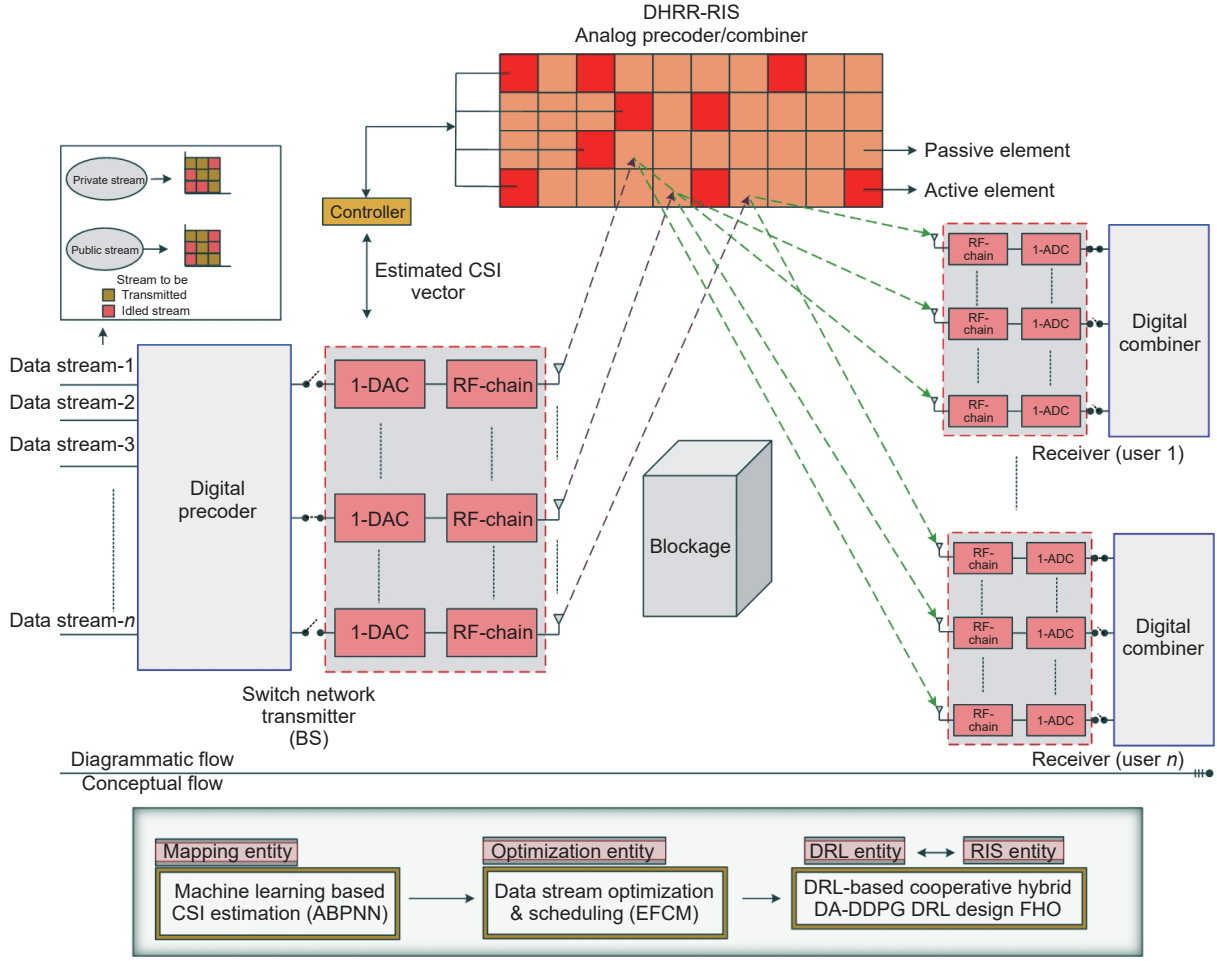 DHRR-RIS
Analog precoder/combiner
Passive element
Active element
Private stream
Public stream
Stream to be
Transmitted
Idled stream
Controller
Estimated CSI
vector
Data stream-1
Data stream-2
Data stream-3
Data stream-n
Digital
precoder
1-DAC
RF-chain
1-DAC
RF-chain
1-DAC
RF-chain
Switch network
transmitter
(BS)
Blockage
RF-
chain
1-ADC
RF-
chain
1-ADC
RF-
chain
1-ADC
Digital
combiner
Receiver (user 1)
RF-
chain
1-ADC
RF-
chain
1-ADC
RF-
chain
1-ADC
Digital
combiner
Receiver (user n)
Diagrammatic flow
Conceptual flow
Mapping entity
Machine learning based
CSI estimation (ABPNN)
Optimization entity
Data stream optimization
& scheduling (EFCM)
DRL entity
RIS entity
DRL-based cooperative hybrid
DA-DDPG DRL design FHO